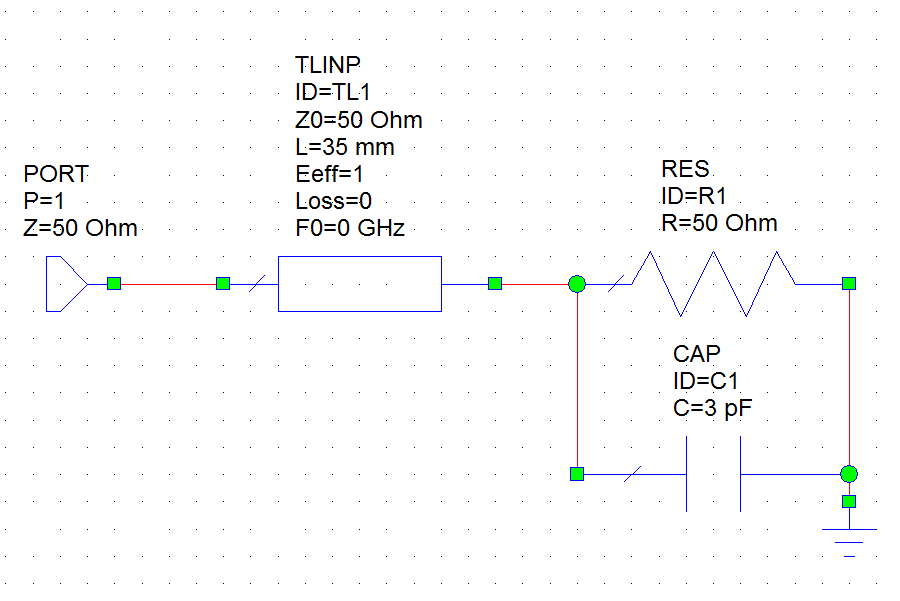 TLINP
ID=TL1
Z0=50 Ohm
L=35 mm
Eeff=1
Loss=0
F0=0 GHz
PORT
P=1
Z=50 Ohm
RES
ID=R1
R=50 Ohm
CAP
ID=C1
C=3 pF